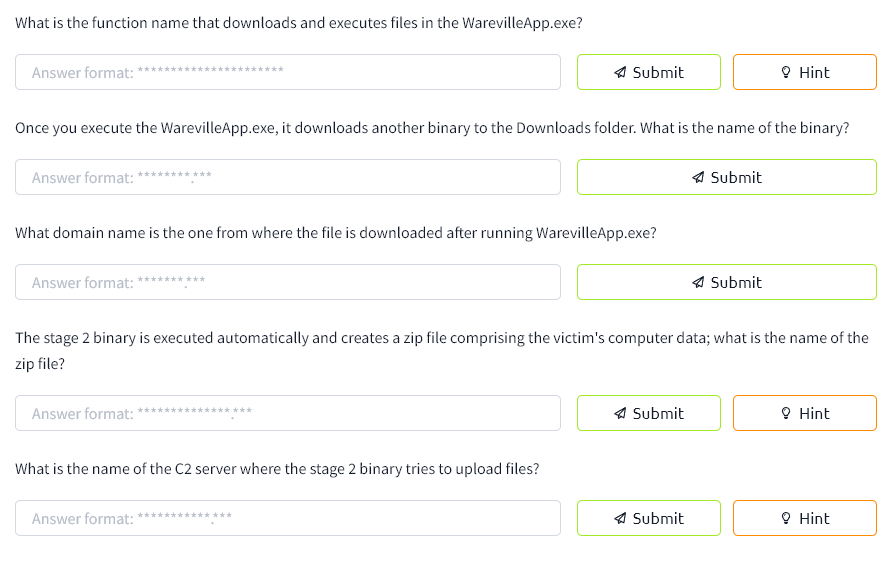 What is the function name that downloads and executes files in the WarevilleApp.exe?
Answer format: **********************
Submit
Hint
Once you execute the WarevilleApp.exe, it downloads another binary to the Downloads folder. What is the name of the binary?
Answer format: ********.***
Submit
What domain name is the one from where the file is downloaded after running WarevilleApp.exe?
Answer format: *******.***
Submit
The stage 2 binary is executed automatically and creates a zip file comprising the victim's computer data; what is the name of the
zip file?
Answer format: **************.***
Submit
Hint
What is the name of the C2 server where the stage 2 binary tries to upload files?
Answer format: ***********.***
Submit
Hint